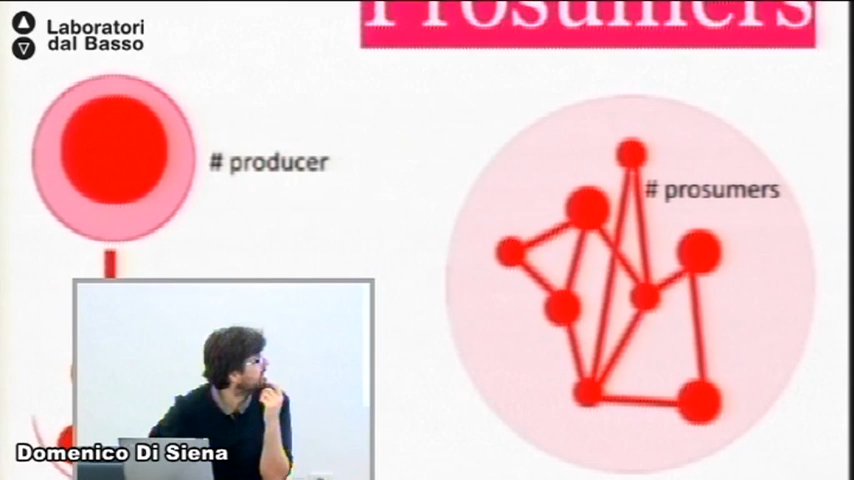 Laboratori
dal Basso
Prosumers
# producer
# prosumers
Domenico Di Siena